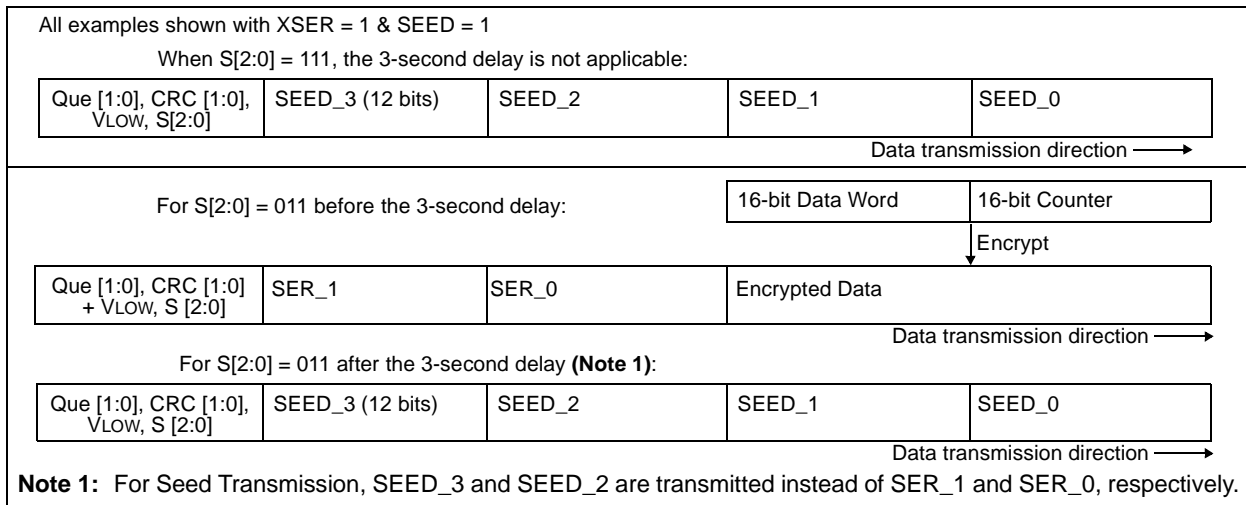 All examples shown with XSER = 1 & SEED = 1
When S[2:0] = 111, the 3-second delay is not applicable:
Que [1:0], CRC [1:0],
VLOW, S[2:0]
SEED_3 (12 bits)
SEED_2
SEED_1
SEED_0
Data transmission direction
For S[2:0] = 011 before the 3-second delay:
16-bit Data Word
16-bit Counter
Encrypt
Que [1:0], CRC [1:0]
+ VLOW, S [2:0]
SER_1
SER_0
Encrypted Data
Data transmission direction
For S[2:0] = 011 after the 3-second delay (Note 1):
Que [1:0], CRC [1:0],
VLOW, S [2:0]
SEED_3 (12 bits)
SEED_2
SEED_1
SEED_0
Data transmission direction
Note 1: For Seed Transmission, SEED_3 and SEED_2 are transmitted instead of SER_1 and SER_0, respectively.